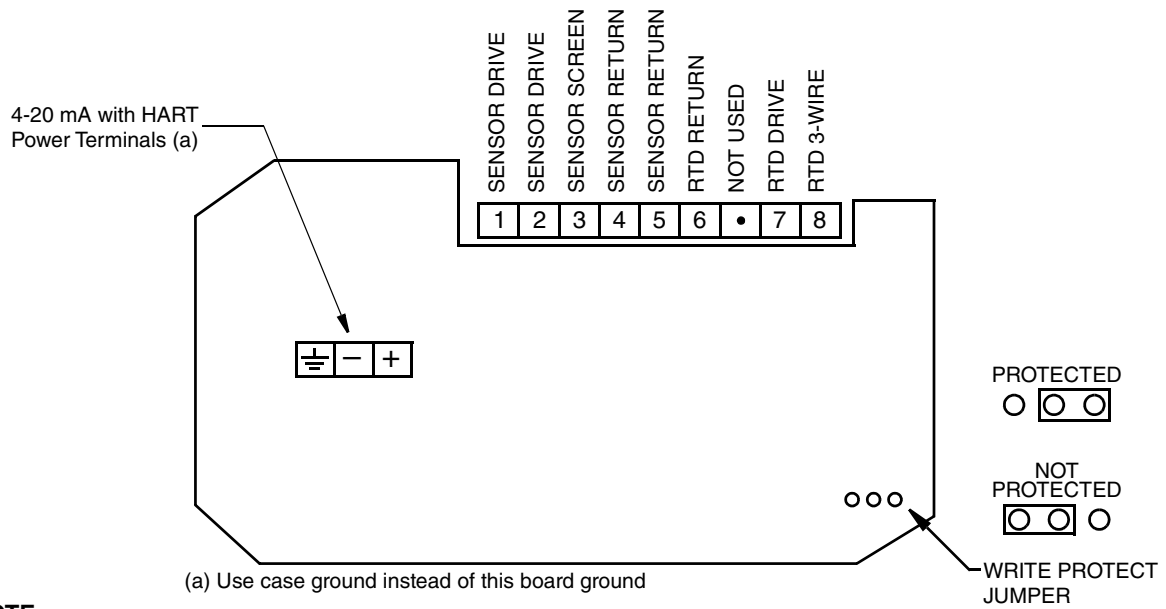 SENSOR DRIVE
SENSOR DRIVE
SENSOR SCREEN
SENSOR RETURN
SENSOR RETURN
RTD RETURN
NOT USED
RTD DRIVE
RTD 3-WIRE
4-20 mA with HART
Power Terminals (a)
1 2 3 4 5 6 • 7 8
− +
PROTECTED
NOT
PROTECTED
WRITE PROTECT
JUMPER
(a) Use case ground instead of this board ground